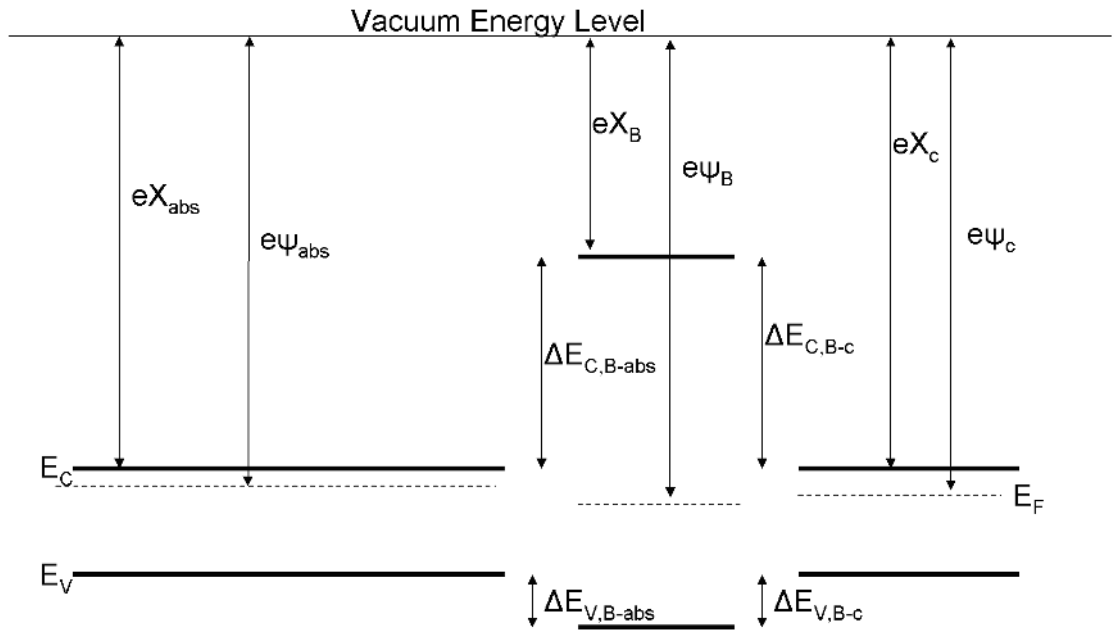 Vacuum Energy Level
eX_B
eX_c
eψ_B
eX_abs
eψ_abs
eψ_c
ΔE_C,B-c
ΔE_C,B-abs
E_C
E_F
E_V
ΔE_V,B-abs
ΔE_V,B-c